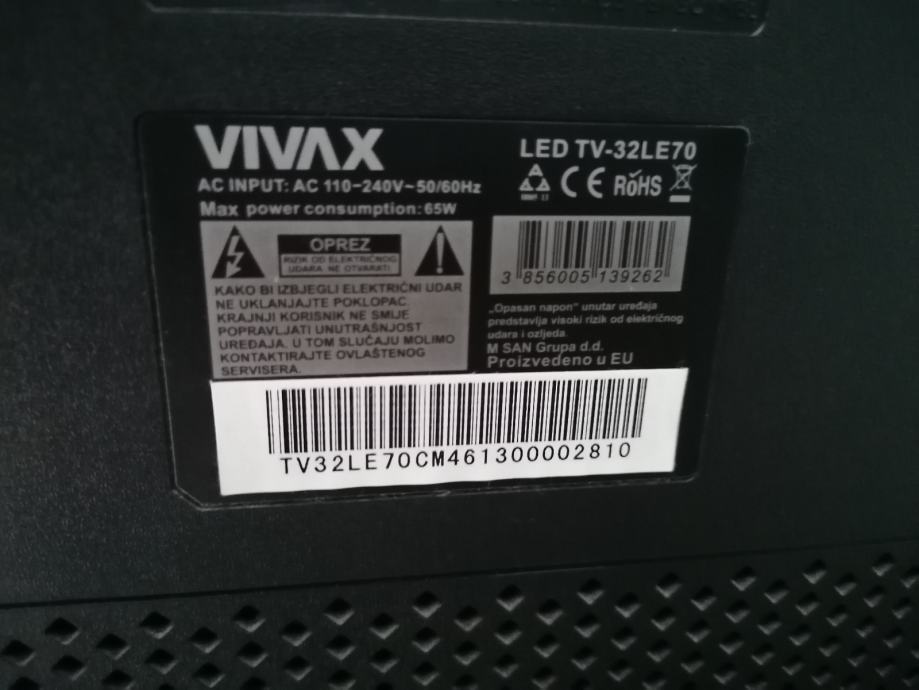 VIVAX
LED TV-32LE70
AC INPUT: AC 110-240V~50/60Hz
Max power consumption: 65W
CE RoHS
OPREZ
RIZIK OD ELEKTRIČNOG
UDARA NE OTVARATI
KAKO BI IZBJEGLI ELEKTRIČNI UDAR
NE UKLANJAJTE POKLOPAC.
KRAJNJI KORISNIK NE SMIJE
POPRAVLJATI UNUTRAŠNJOST
UREĐAJA. U TOM SLUČAJU MOLIMO
KONTAKTIRAJTE OVLAŠTENOG
SERVISERA.
3 856005 139262
„Opasan napon“ unutar uređaja
predstavlja visoki rizik od električnog
udara i ozljeda.
M SAN Grupa d.d.
Proizvedeno u EU
TV32LE70CM461300002810